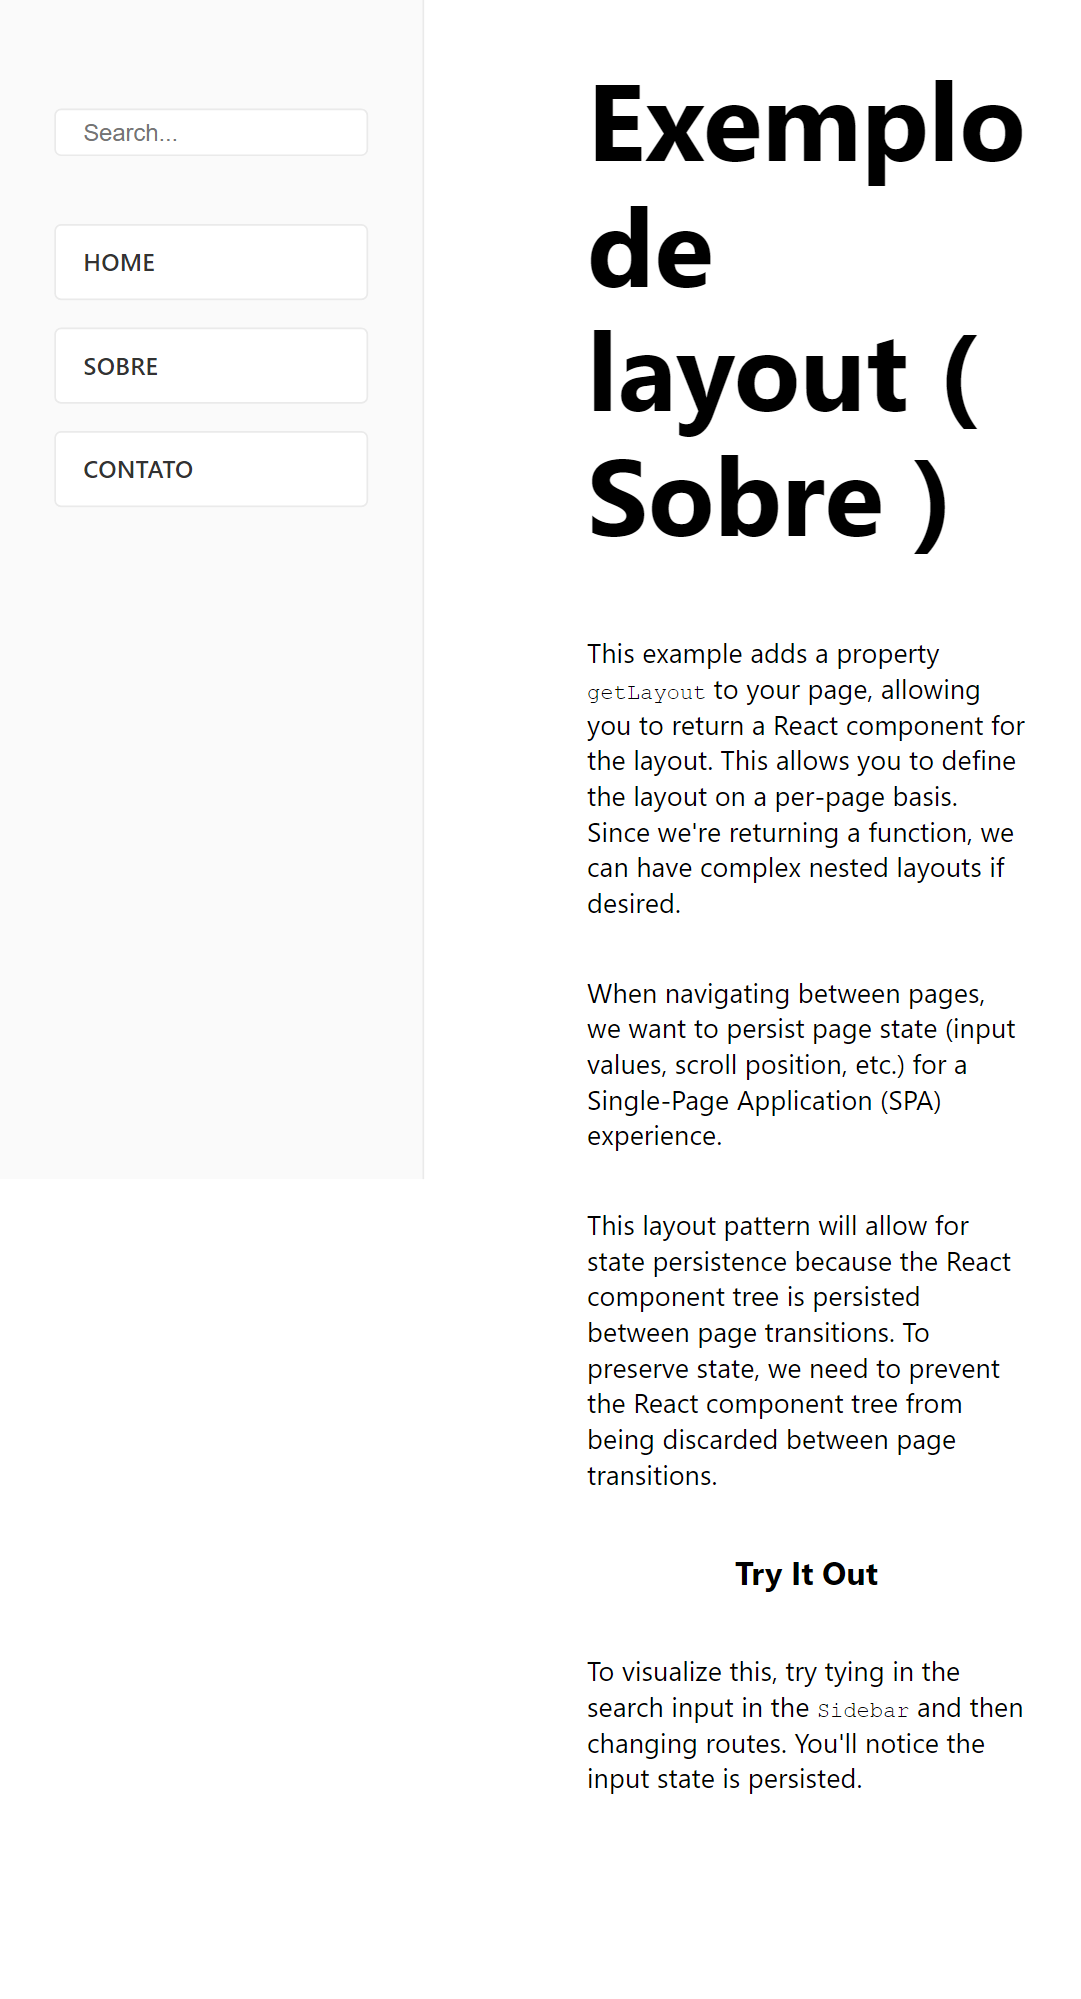 Search...
HOME
SOBRE
CONTATO
Exemplo
de
layout (
Sobre )
This example adds a property
getLayout to your page, allowing
you to return a React component for
the layout. This allows you to define
the layout on a per-page basis.
Since we're returning a function, we
can have complex nested layouts if
desired.
When navigating between pages,
we want to persist page state (input
values, scroll position, etc.) for a
Single-Page Application (SPA)
experience.
This layout pattern will allow for
state persistence because the React
component tree is persisted
between page transitions. To
preserve state, we need to prevent
the React component tree from
being discarded between page
transitions.
Try It Out
To visualize this, try tying in the
search input in the Sidebar and then
changing routes. You'll notice the
input state is persisted.